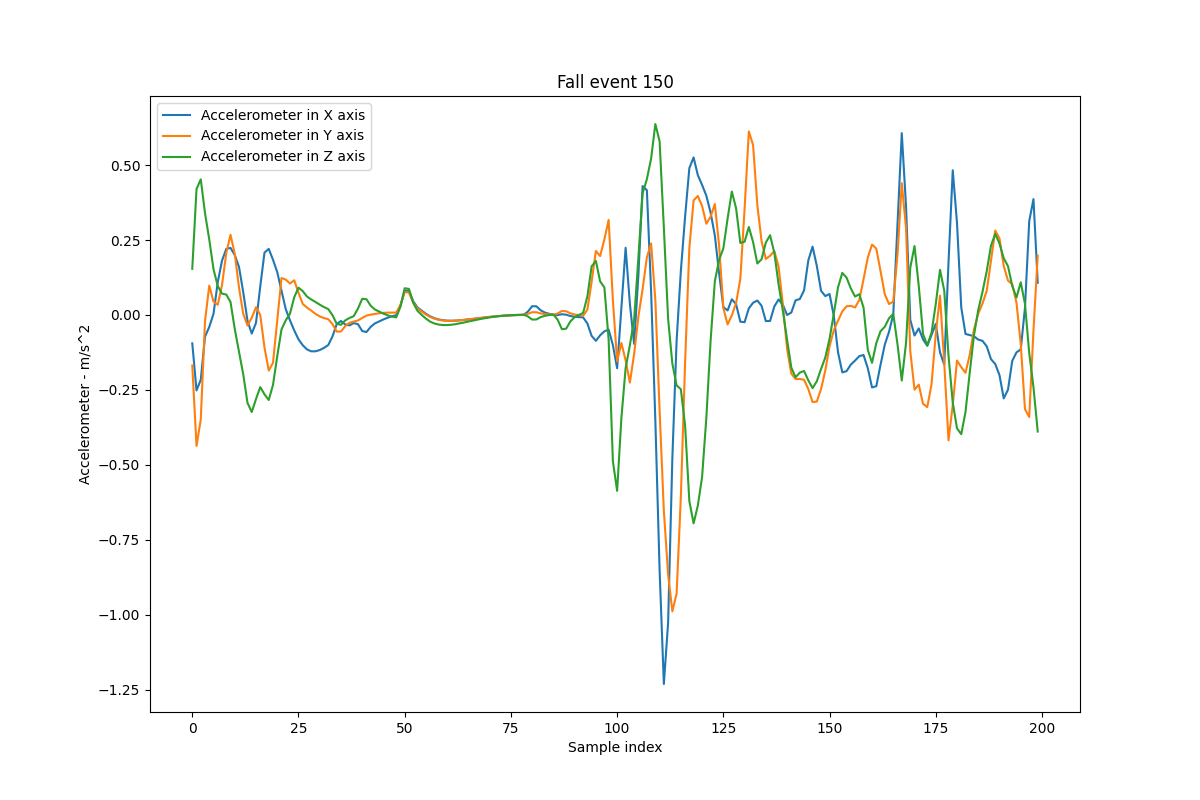 Fall event 150
Accelerometer in X axis
Accelerometer in Y axis
Accelerometer in Z axis
Accelerometer - m/s^2
0.50
0.25
0.00
−0.25
−0.50
−0.75
−1.00
−1.25
0 25 50 75 100 125 150 175 200
Sample index